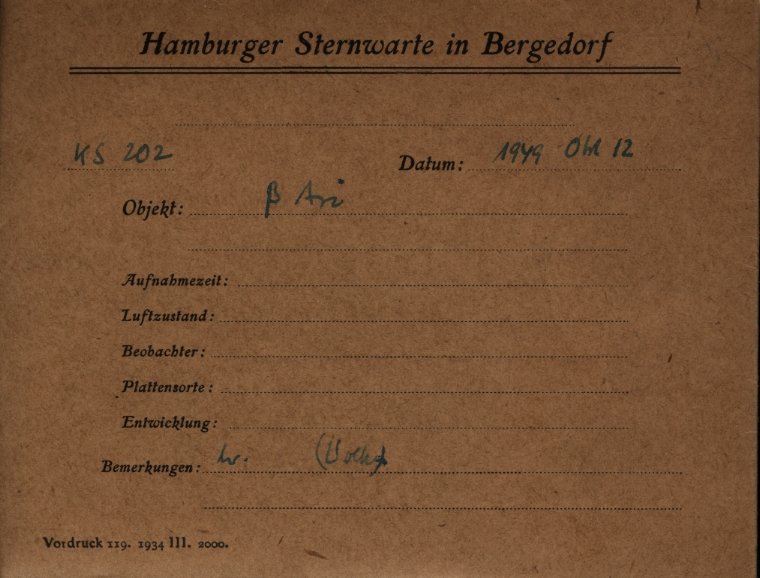 Hamburger Sternwarte in Bergedorf
KS 202 Datum: 1949 Okt 12
Objekt: β Ari
Aufnahmezeit:
Luftzustand:
Beobachter:
Plattensorte:
Entwicklung:
Bemerkungen:
Vordruck 119. 1934 III. 2000.